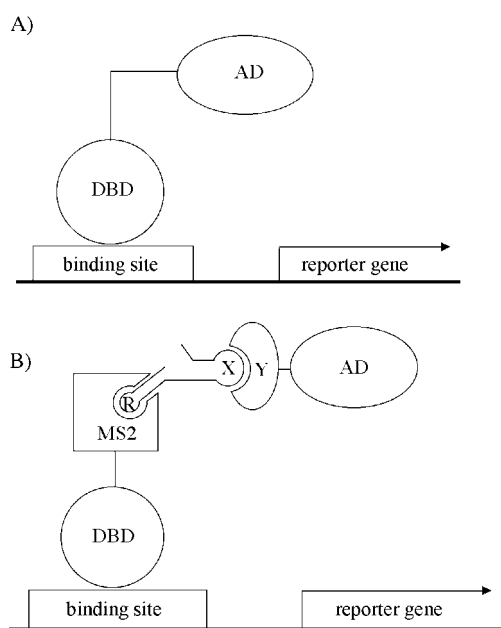 A)
AD
DBD
binding site
reporter gene
B)
X
Y
AD
R
MS2
DBD
binding site
reporter gene